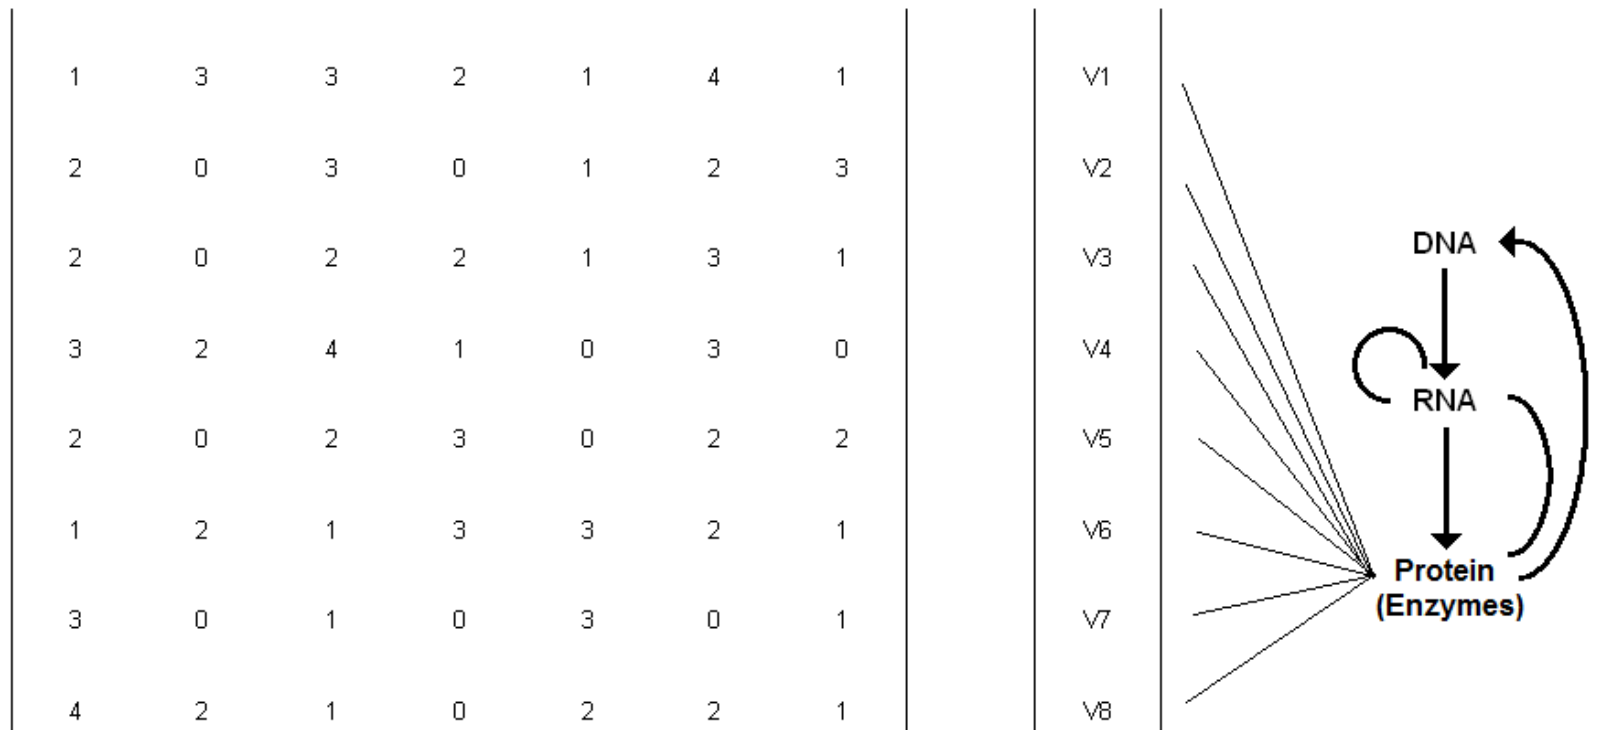 1 3 3 2 1 4 1 V1
2 0 3 0 1 2 3 V2
2 0 2 2 1 3 1 V3
3 2 4 1 0 3 0 V4
2 0 2 3 0 2 2 V5
1 2 1 3 3 2 1 V6
3 0 1 0 3 0 1 V7
4 2 1 0 2 2 1 V8
DNA
RNA
Protein
(Enzymes)